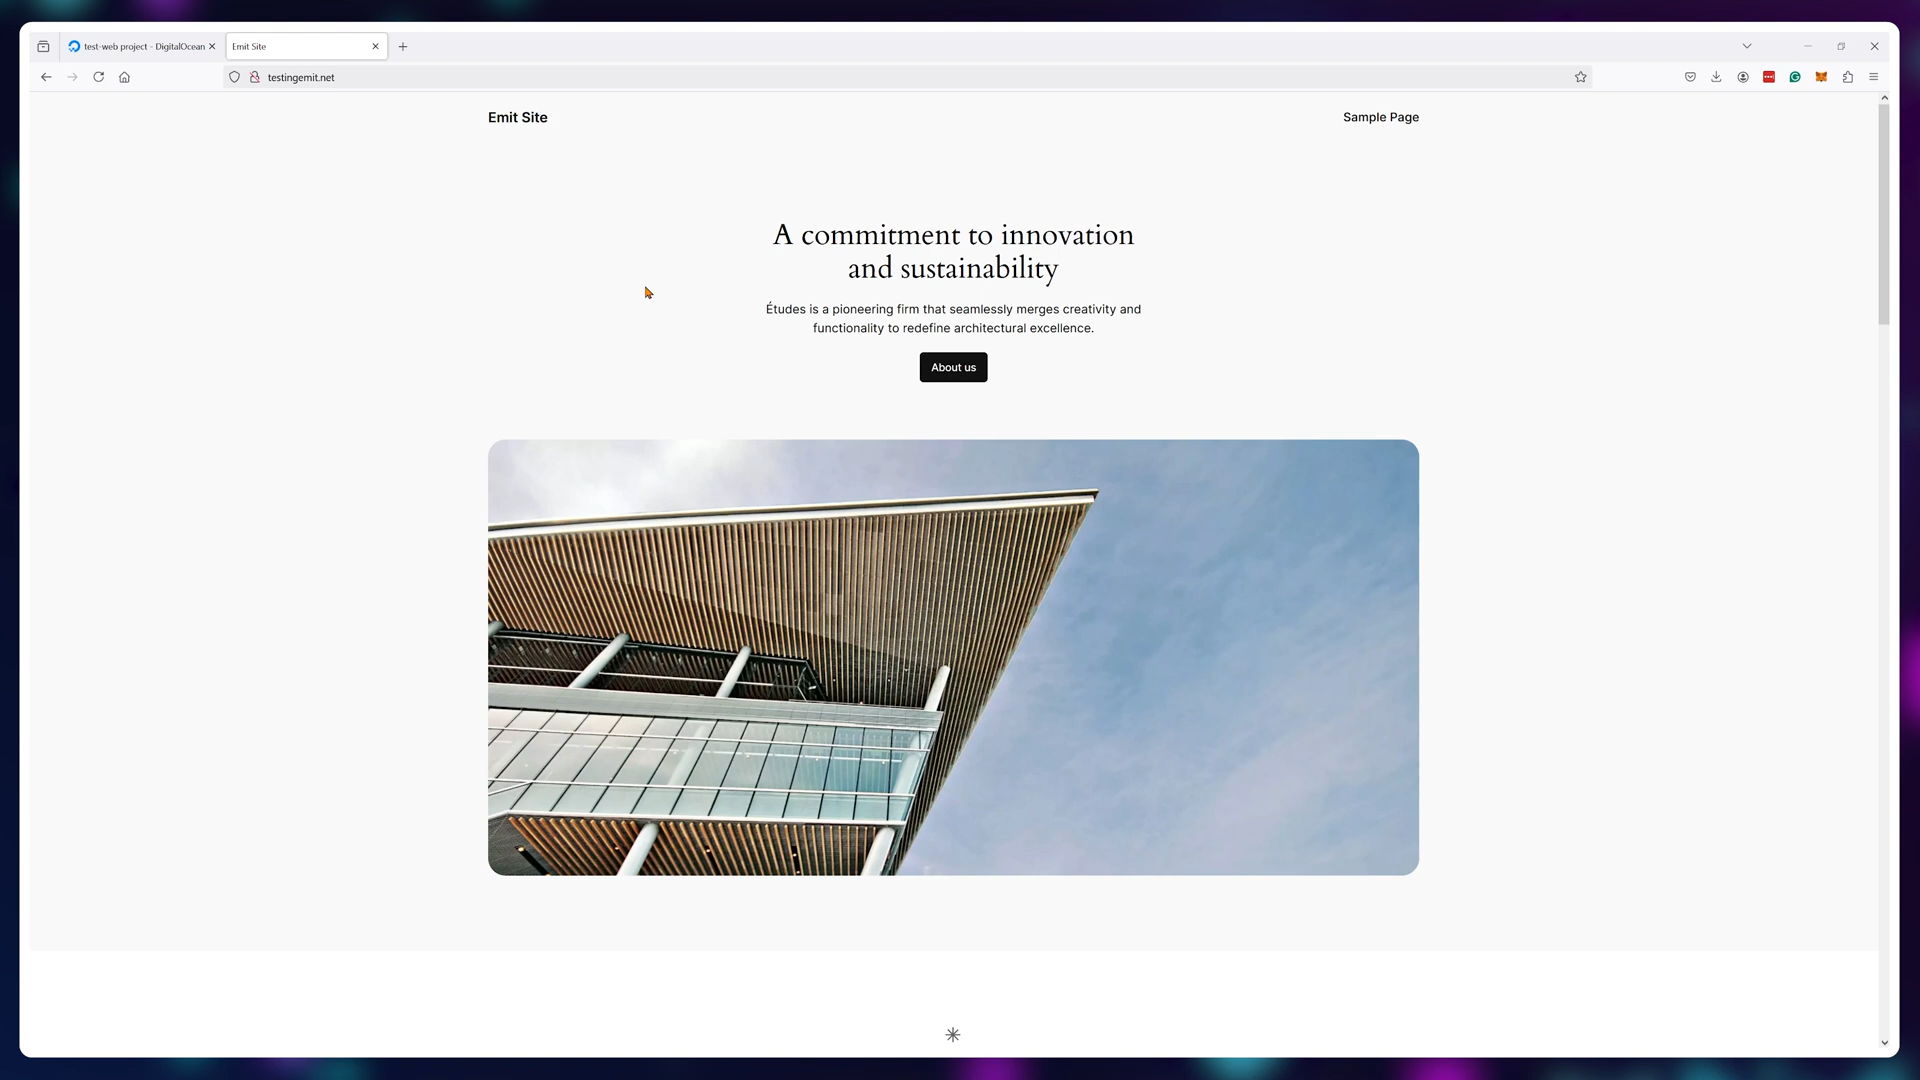 test-web project - DigitalOcean
Emit Site
testingemit.net
Emit Site
Sample Page
A commitment to innovation
and sustainability
Études is a pioneering firm that seamlessly merges creativity and
functionality to redefine architectural excellence.
About us